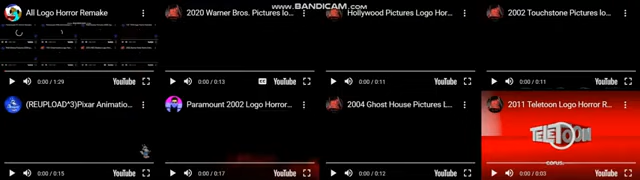 WWW.BANDICAM.COM
All Logo Horror Remake
2020 Warner Bros. Pictures lo...
Hollywood Pictures Logo Hor...
2002 Touchstone Pictures lo...
0:00 / 1:29 YouTube
0:00 / 0:13 CC YouTube
0:00 / 0:11 YouTube
0:00 / 0:11 YouTube
(REUPLOAD^3)Pixar Animatio...
Paramount 2002 Logo Horror...
2004 Ghost House Pictures L...
2011 Teletoon Logo Horror R...
TELETOON
corus.
0:00 / 0:15 YouTube
0:00 / 0:17 YouTube
0:00 / 0:12 YouTube
0:00 / 0:03 YouTube